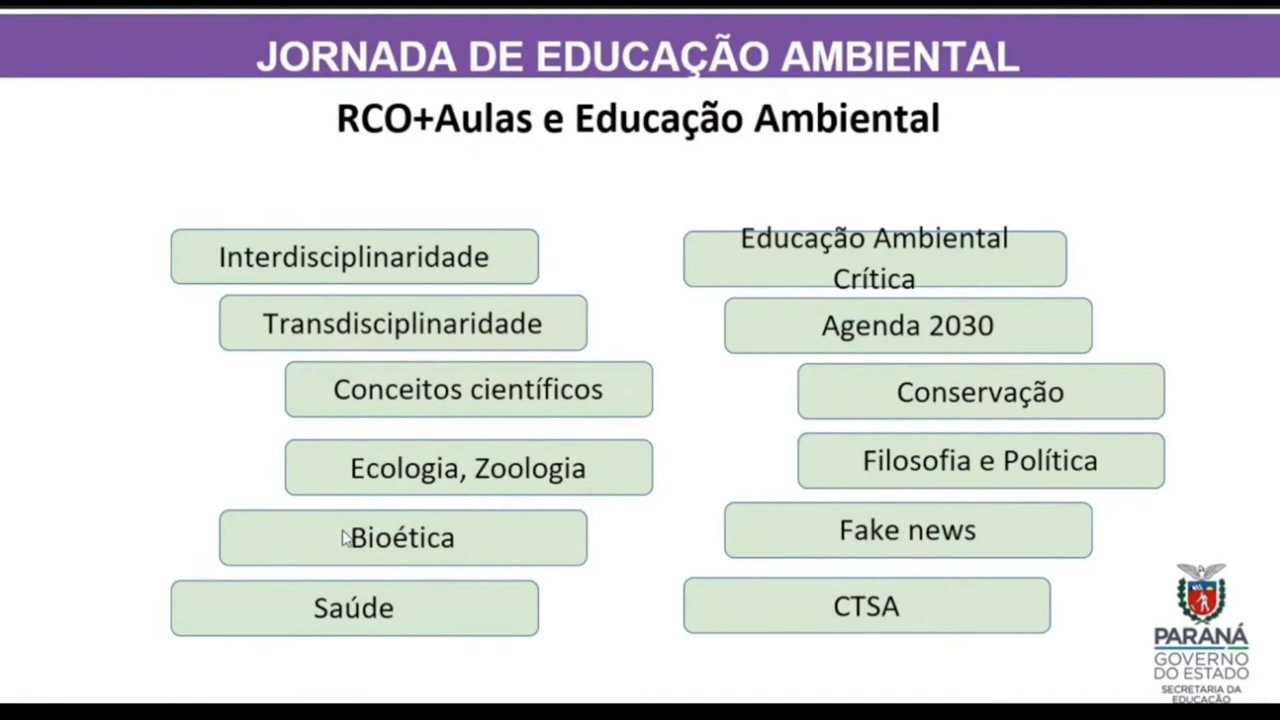 JORNADA DE EDUCAÇÃO AMBIENTAL
RCO+Aulas e Educação Ambiental
Interdisciplinaridade
Transdisciplinaridade
Conceitos científicos
Ecologia, Zoologia
Bioética
Saúde
Educação Ambiental
Crítica
Agenda 2030
Conservação
Filosofia e Política
Fake news
CTSA
PARANÁ
GOVERNO
DO ESTADO
SECRETARIA DA
EDUCAÇÃO